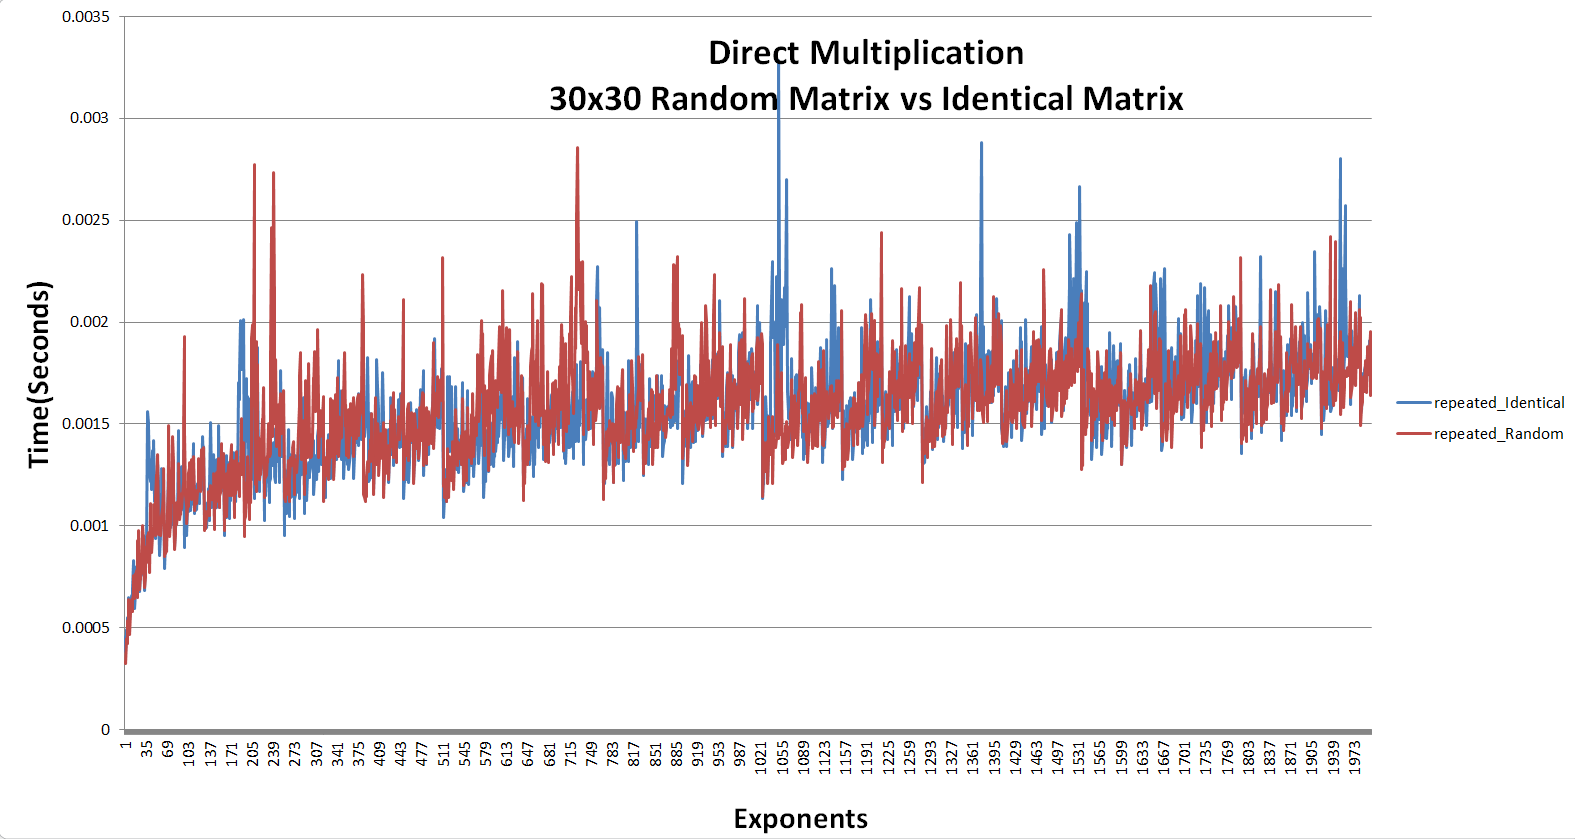 Direct Multiplication
30x30 Random Matrix vs Identical Matrix
Time(Seconds)
0.0035
0.003
0.0025
0.002
0.0015
0.001
0.0005
0
1 35 69 103 137 171 205 239 273 307 341 375 409 443 477 511 545 579 613 647 681 715 749 783 817 851 885 919 953 987 1021 1055 1089 1123 1157 1191 1225 1259 1293 1327 1361 1395 1429 1463 1497 1531 1565 1599 1633 1667 1701 1735 1769 1803 1837 1871 1905 1939 1973
Exponents
repeated_Identical
repeated_Random